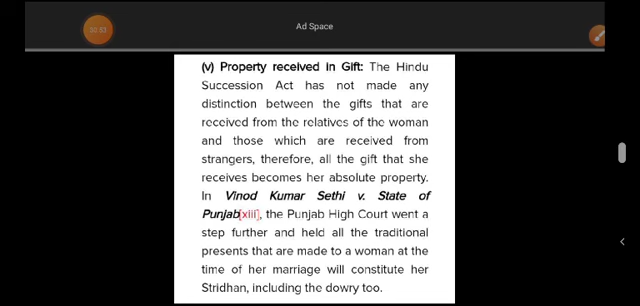 00:53
Ad Space
(v) Property received in Gift: The Hindu
Succession Act has not made any
distinction between the gifts that are
received from the relatives of the woman
and those which are received from
strangers, therefore, all the gift that she
receives becomes her absolute property.
In Vinod Kumar Sethi v. State of
Punjab[xiii], the Punjab High Court went a
step further and held all the traditional
presents that are made to a woman at the
time of her marriage will constitute her
Stridhan, including the dowry too.